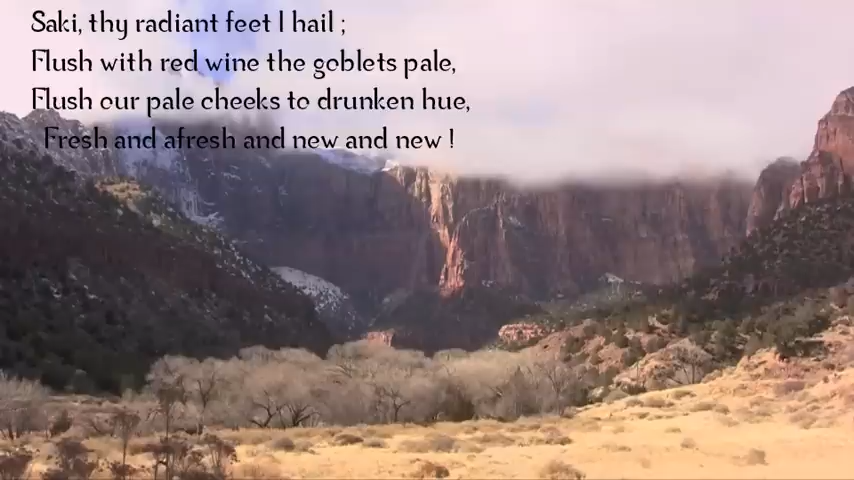 Saki, thy radiant feet I hail ;
Flush with red wine the goblets pale,
Flush our pale cheeks to drunken hue,
Fresh and afresh and new and new !